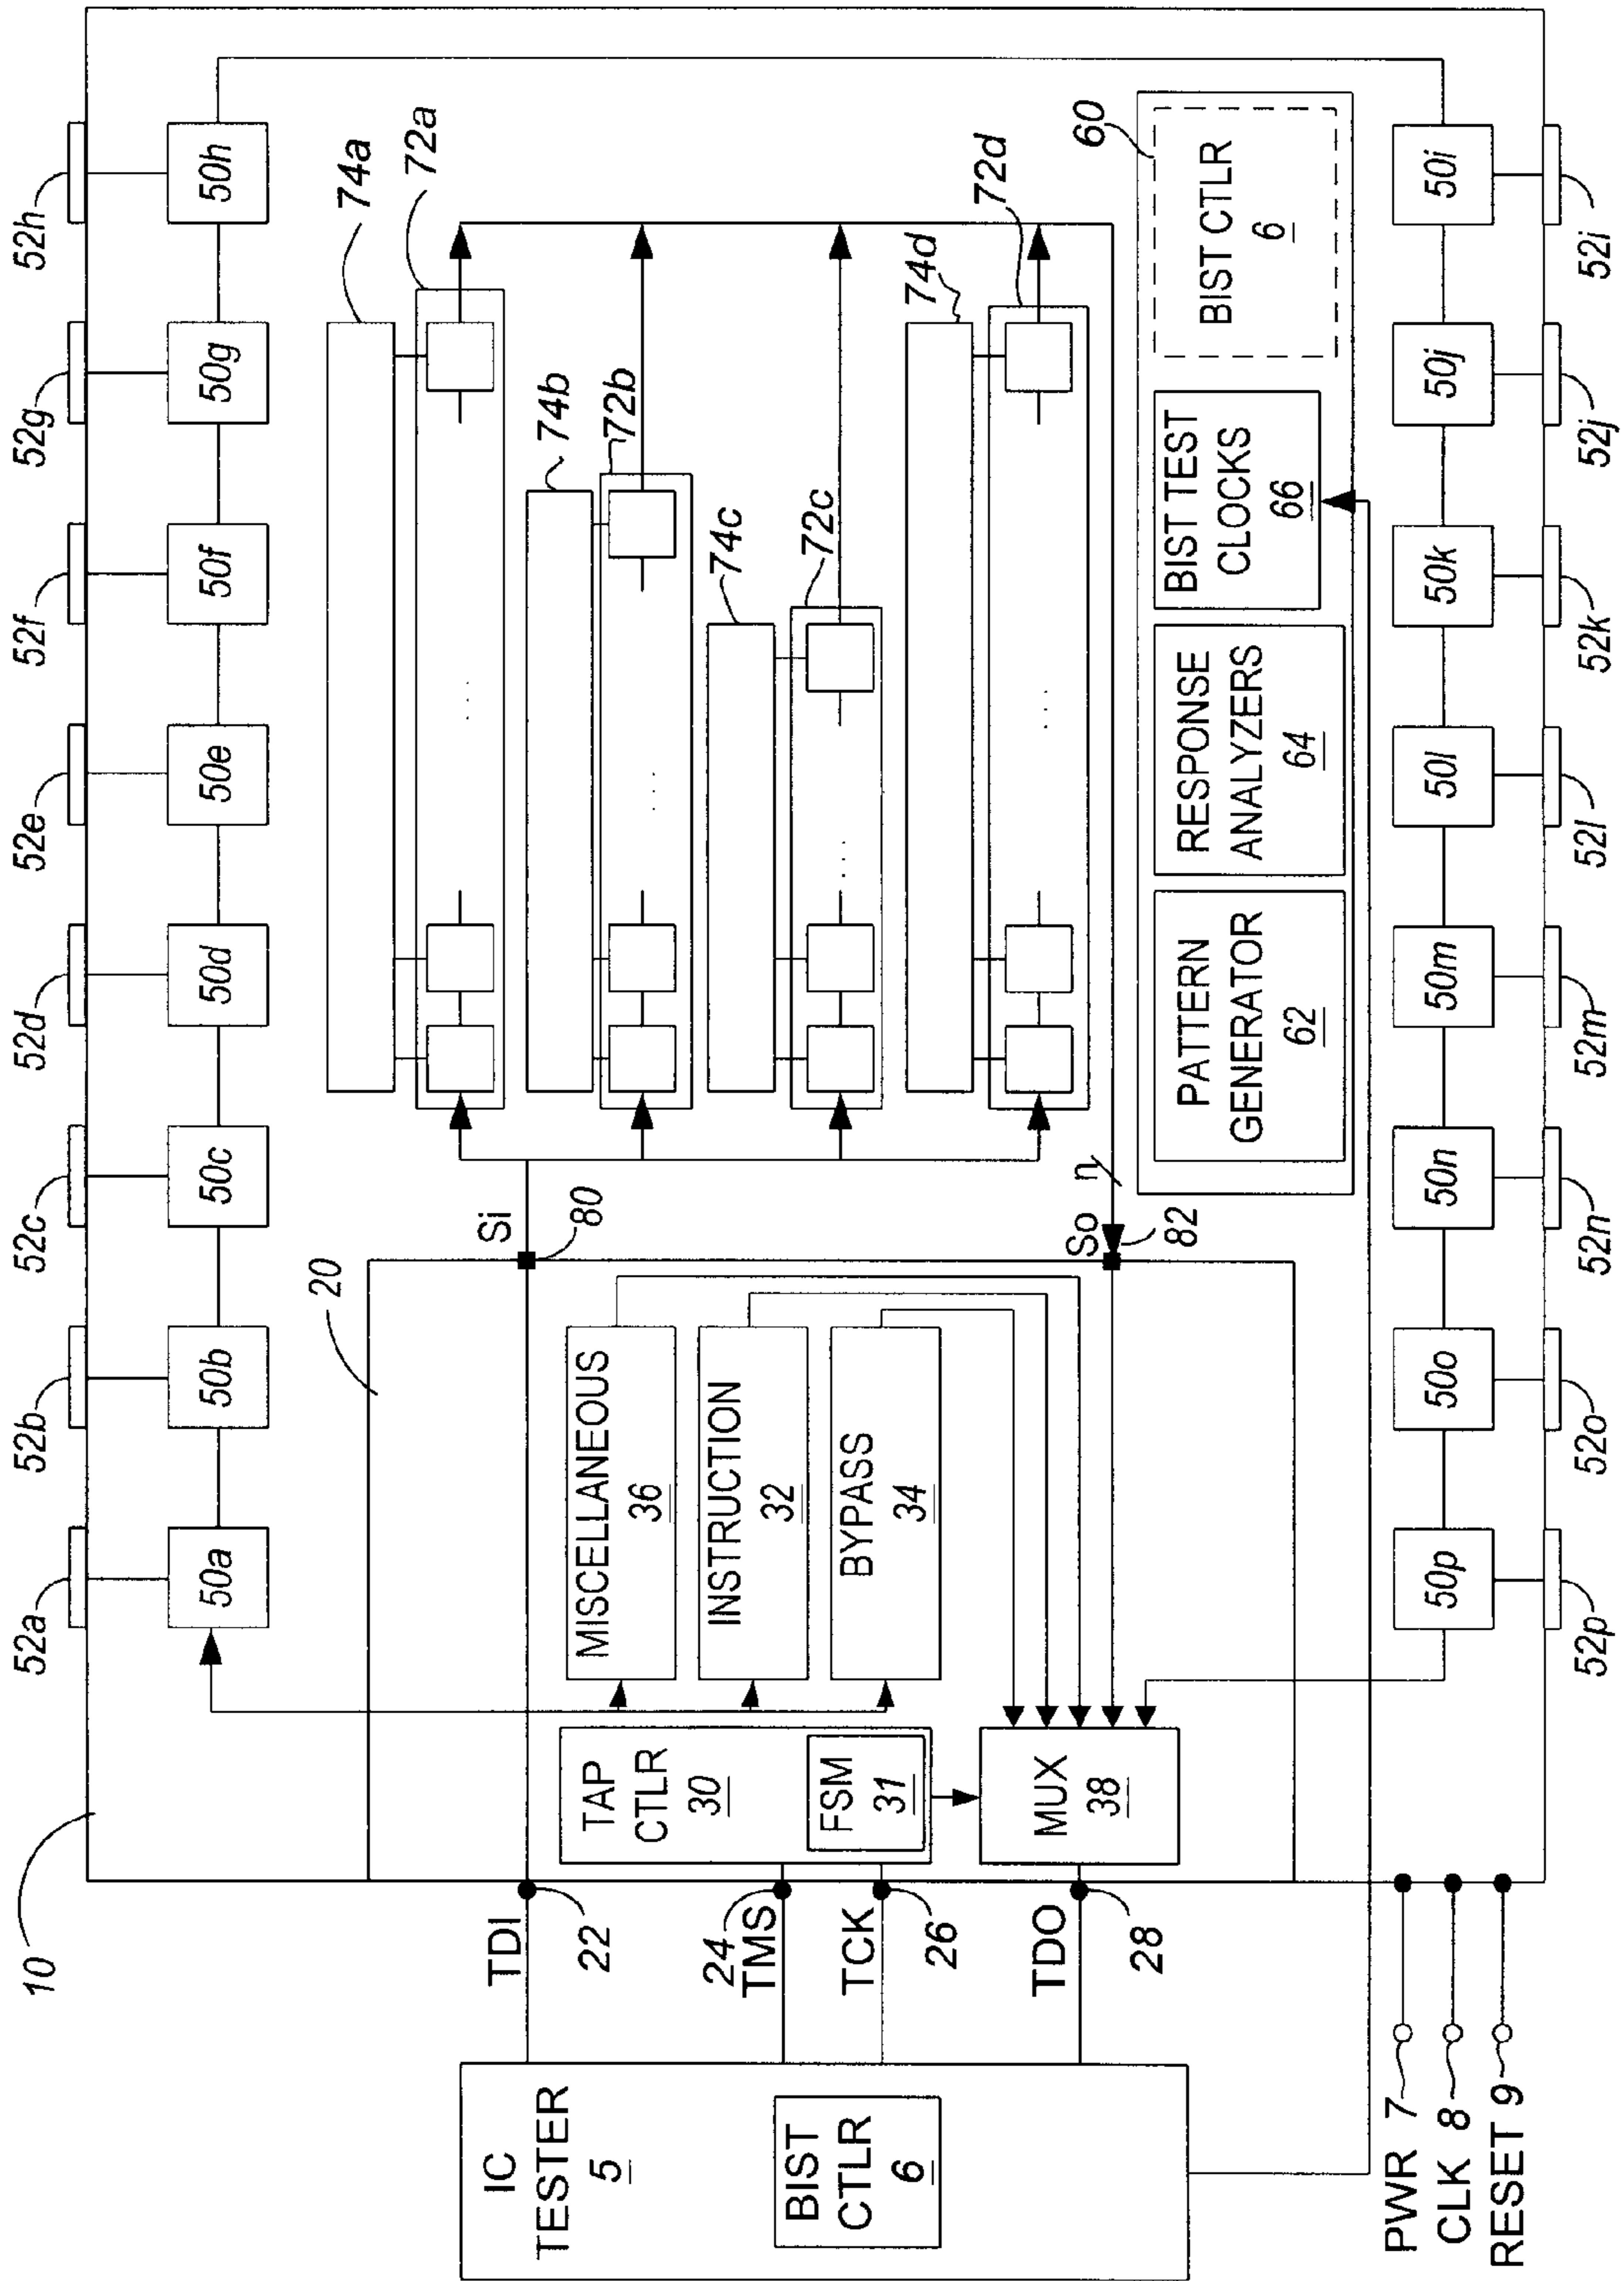 52a
52b
52c
52d
52e
52f
52g
52h
10
50a
50b
50c
50d
50e
50f
50g
50h
20
74a
72a
74b
72b
74c
72c
74d
72d
IC
TESTER
5
BIST
CTLR
6
TDI
22
24
TMS
TCK
26
TDO
28
TAP
CTLR
30
FSM
31
MUX
38
MISCELLANEOUS
36
INSTRUCTION
32
BYPASS
34
Si
80
So
82
n
....
....
....
....
60
PATTERN
GENERATOR
62
RESPONSE
ANALYZERS
64
BIST TEST
CLOCKS
66
BIST CTLR
6
50p
50o
50n
50m
50l
50k
50j
50i
52p
52o
52n
52m
52l
52k
52j
52i
PWR 7
CLK 8
RESET 9